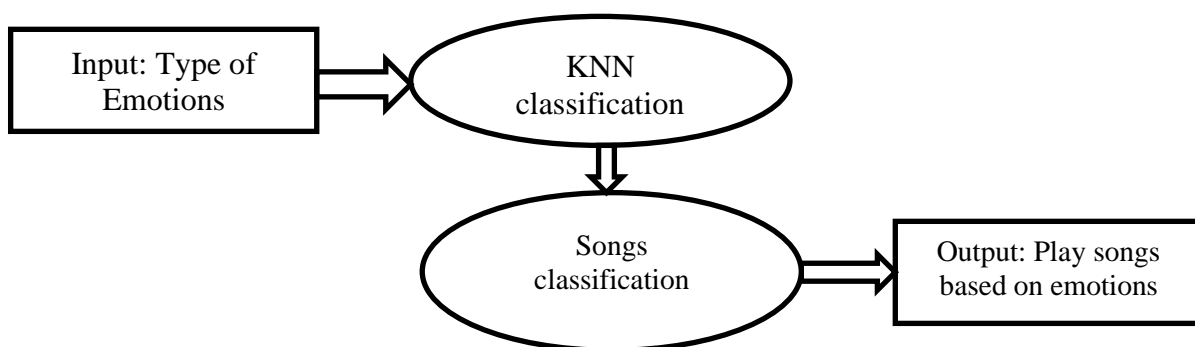 Input: Type of
Emotions
KNN
classification
Songs
classification
Output: Play songs
based on emotions